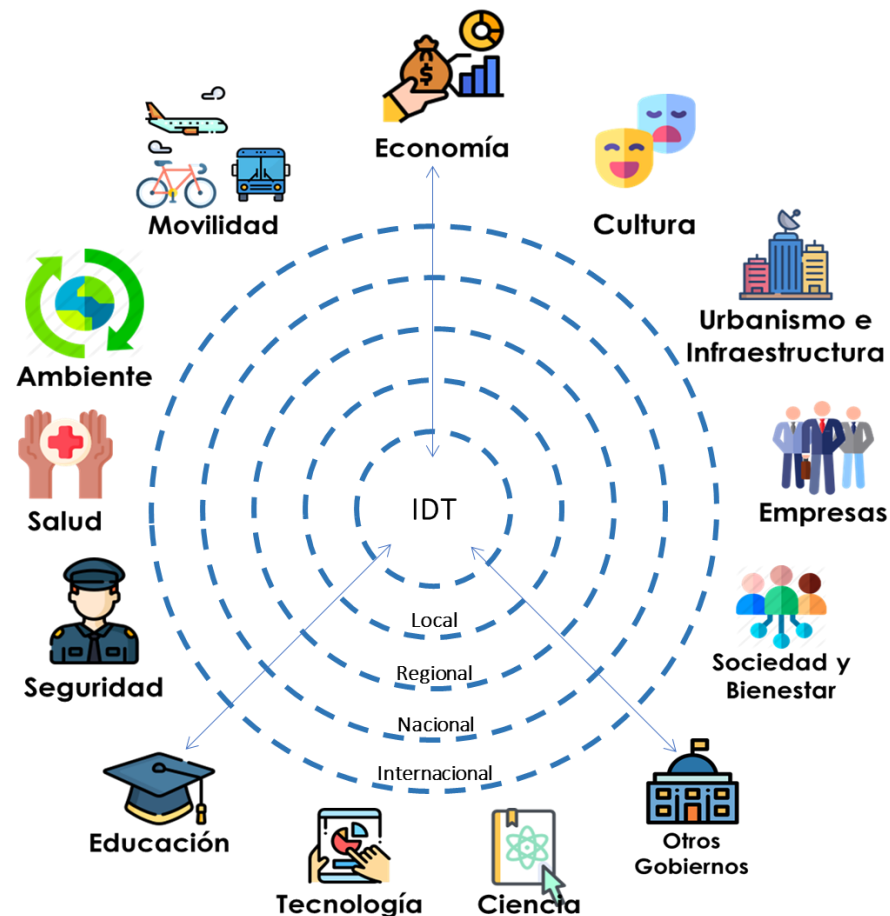 Economía
Movilidad
Cultura
Urbanismo e
Infraestructura
Ambiente
Salud
IDT
Empresas
Local
Regional
Nacional
Internacional
Seguridad
Sociedad y
Bienestar
Educación
Otros
Gobiernos
Tecnología
Ciencia
$